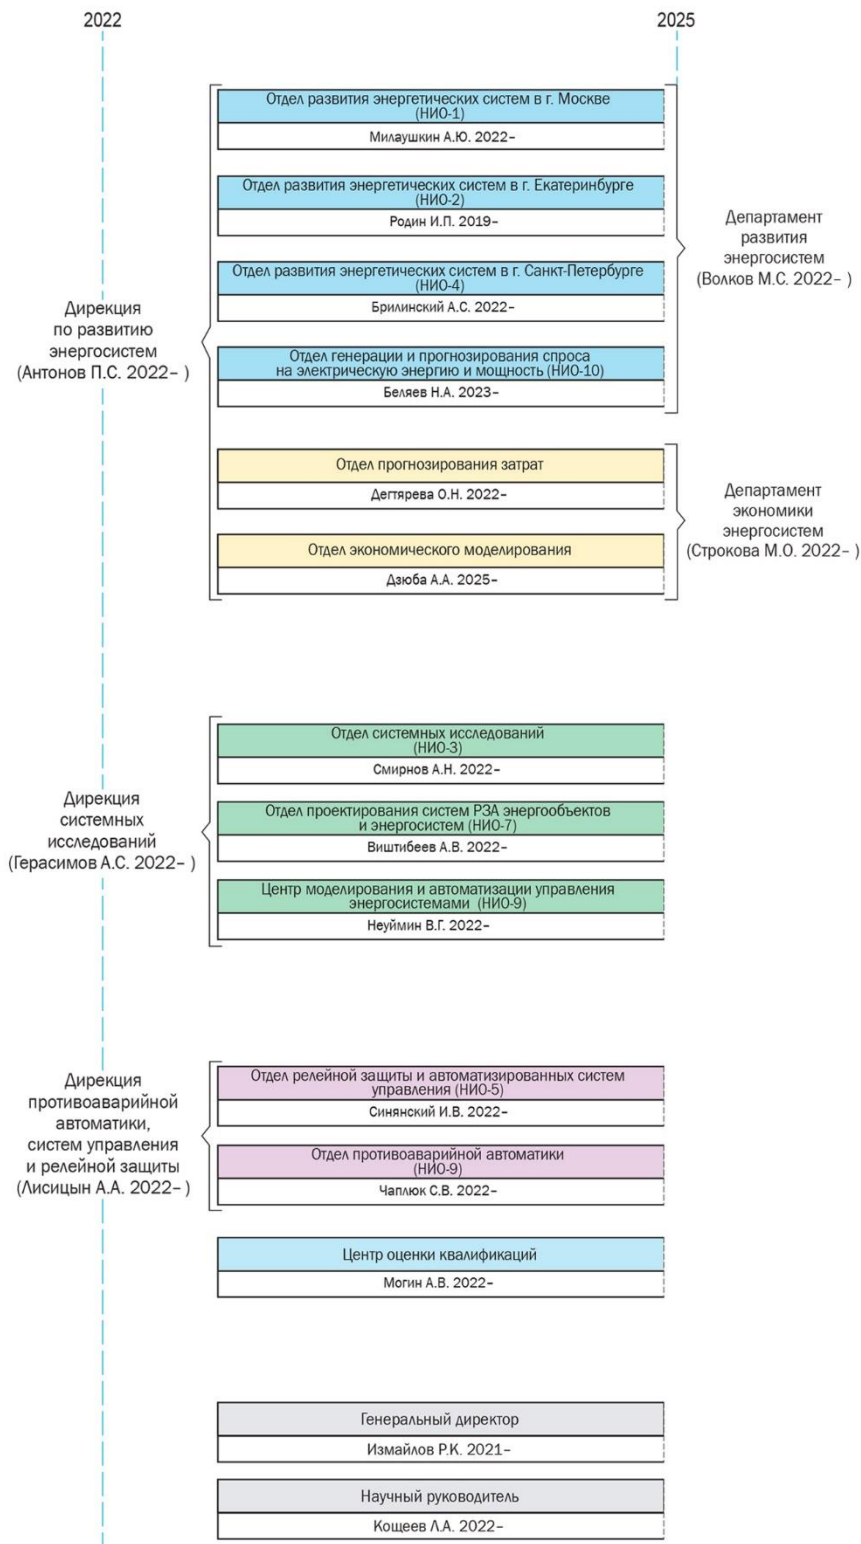 2022
2025
Отдел развития энергетических систем в г. Москве
(НИО-1)
Милаушкин А.Ю. 2022–
Отдел развития энергетических систем в г. Екатеринбурге
(НИО-2)
Родин И.П. 2019–
Отдел развития энергетических систем в г. Санкт-Петербурге
(НИО-4)
Брилинский А.С. 2022–
Отдел генерации и прогнозирования спроса
на электрическую энергию и мощность (НИО-10)
Беляев Н.А. 2023–
Департамент
развития
энергосистем
(Волков М.С. 2022– )
Дирекция
по развитию
энергосистем
(Антонов П.С. 2022– )
Отдел прогнозирования затрат
Дегтярева О.Н. 2022–
Отдел экономического моделирования
Дзюба А.А. 2025–
Департамент
экономики
энергосистем
(Строкова М.О. 2022– )
Дирекция
системных
исследований
(Герасимов А.С. 2022– )
Отдел системных исследований
(НИО-3)
Смирнов А.Н. 2022–
Отдел проектирования систем РЗА энергообъектов
и энергосистем (НИО-7)
Виштибеев А.В. 2022–
Центр моделирования и автоматизации управления
энергосистемами (НИО-9)
Неуймин В.Г. 2022–
Дирекция
противоаварийной
автоматики,
систем управления
и релейной защиты
(Лисицын А.А. 2022– )
Отдел релейной защиты и автоматизированных систем
управления (НИО-5)
Синянский И.В. 2022–
Отдел противоаварийной автоматики
(НИО-9)
Чаплюк С.В. 2022–
Центр оценки квалификаций
Могин А.В. 2022–
Генеральный директор
Измайлов Р.К. 2021–
Научный руководитель
Кощеев Л.А. 2022–